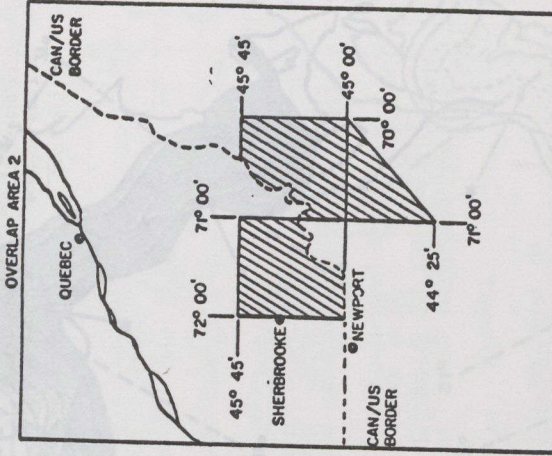 OVERLAP AREA 2
CAN/US
BORDER
QUEBEC
72° 00'
71° 00'
45° 45'
45° 45'
SHERBROOKE
45° 00'
70° 00'
NEWPORT
44° 25'
71° 00'
CAN/US
BORDER